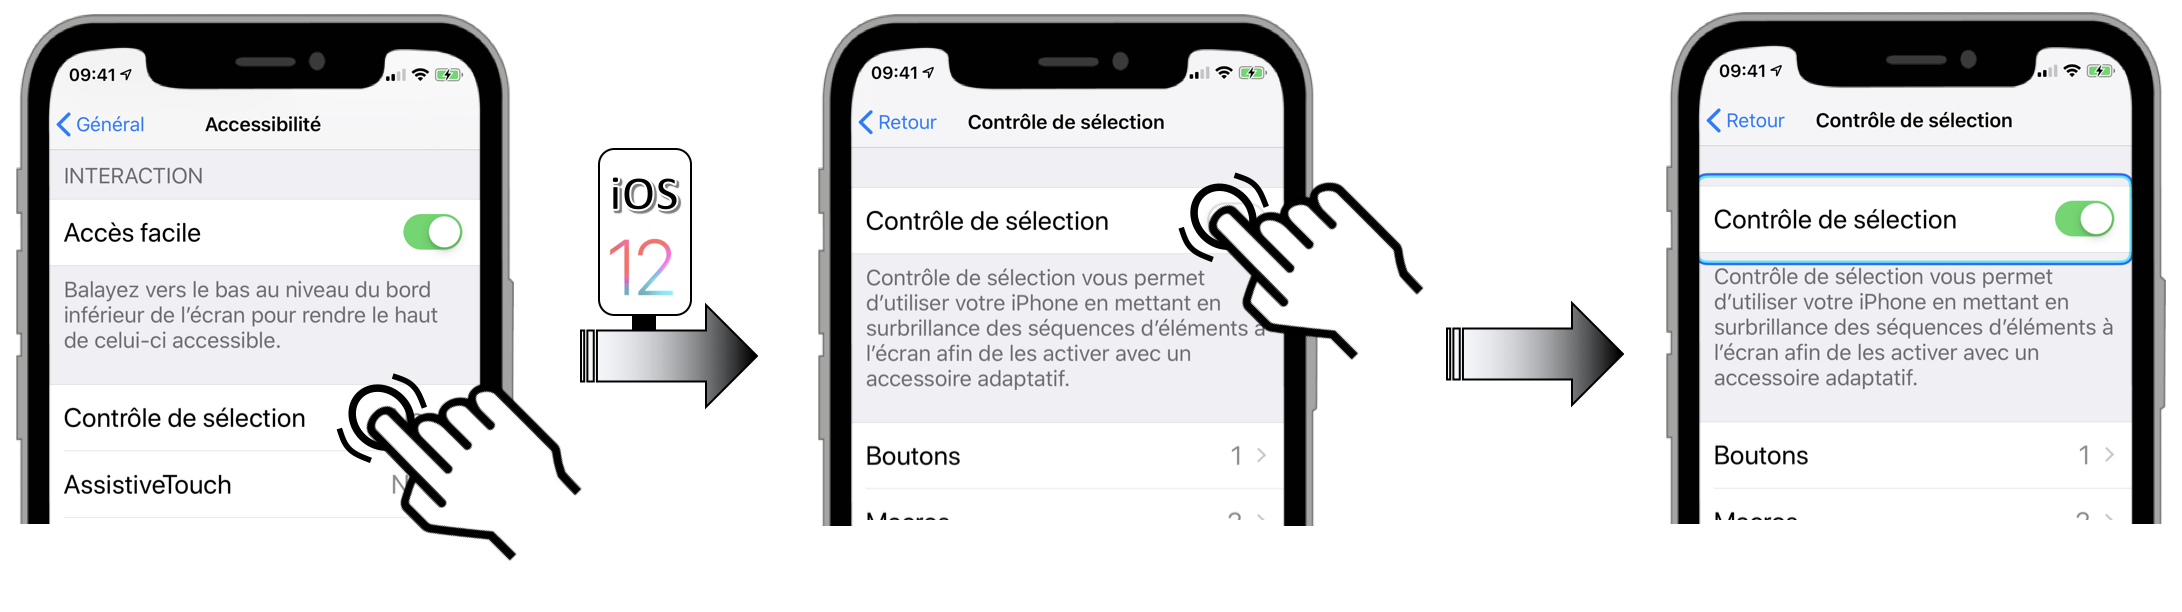 09:41
Général
Accessibilité
INTERACTION
Accès facile
Balayez vers le bas au niveau du bord
inférieur de l'écran pour rendre le haut
de celui-ci accessible.
Contrôle de sélection
AssistiveTouch
iOS
12
09:41
Retour
Contrôle de sélection
Contrôle de sélection
Contrôle de sélection vous permet
d'utiliser votre iPhone en mettant en
surbrillance des séquences d'éléments à
l'écran afin de les activer avec un
accessoire adaptatif.
Boutons 1
Macros
09:41
Retour
Contrôle de sélection
Contrôle de sélection
Contrôle de sélection vous permet
d'utiliser votre iPhone en mettant en
surbrillance des séquences d'éléments à
l'écran afin de les activer avec un
accessoire adaptatif.
Boutons 1
Macros